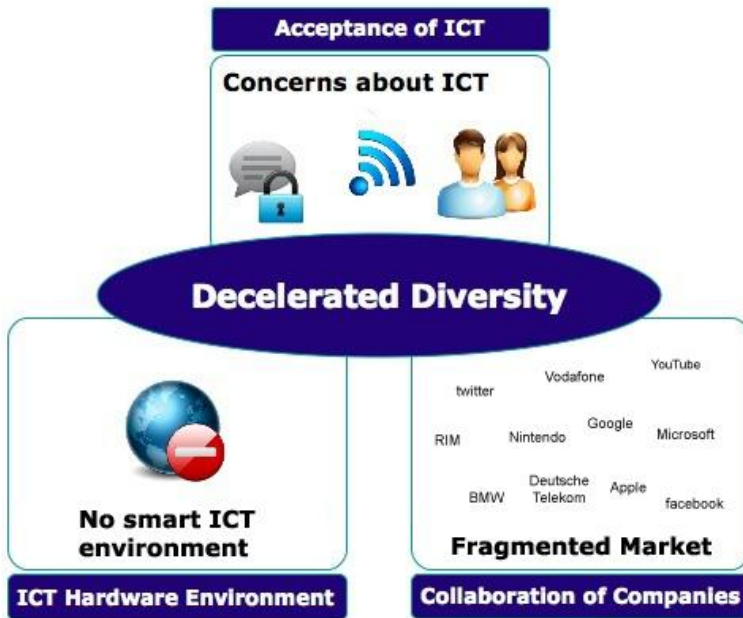 Acceptance of ICT
Concerns about ICT
Decelerated Diversity
No smart ICT
environment
ICT Hardware Environment
YouTube
Vodafone
twitter
Google
RIM
Nintendo
Microsoft
Deutsche
Telekom
Apple
BMW
facebook
Fragmented Market
Collaboration of Companies